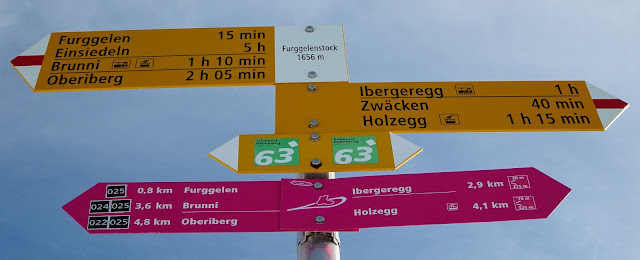 Furggelen 15 min
Einsiedeln 5 h
Brunni 1 h 10 min
Oberiberg 2 h 05 min
Furggelenstock
1656 m
Ibergeregg 1 h
Zwäcken 40 min
Holzegg 1 h 15 min
63
63
025 0,8 km Furggelen
024 025 3,6 km Brunni
022 025 4,8 km Oberiberg
Ibergeregg 2,9 km
Holzegg 4,1 km